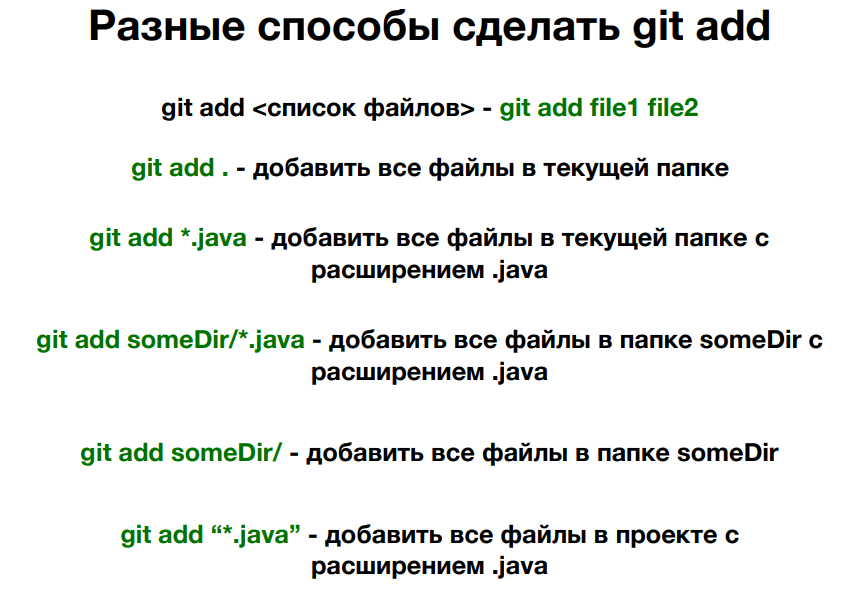 Разные способы сделать git add
git add <список файлов> - git add file1 file2
git add . - добавить все файлы в текущей папке
git add *.java - добавить все файлы в текущей папке с
расширением .java
git add someDir/*.java - добавить все файлы в папке someDir с
расширением .java
git add someDir/ - добавить все файлы в папке someDir
git add “*.java” - добавить все файлы в проекте с
расширением .java